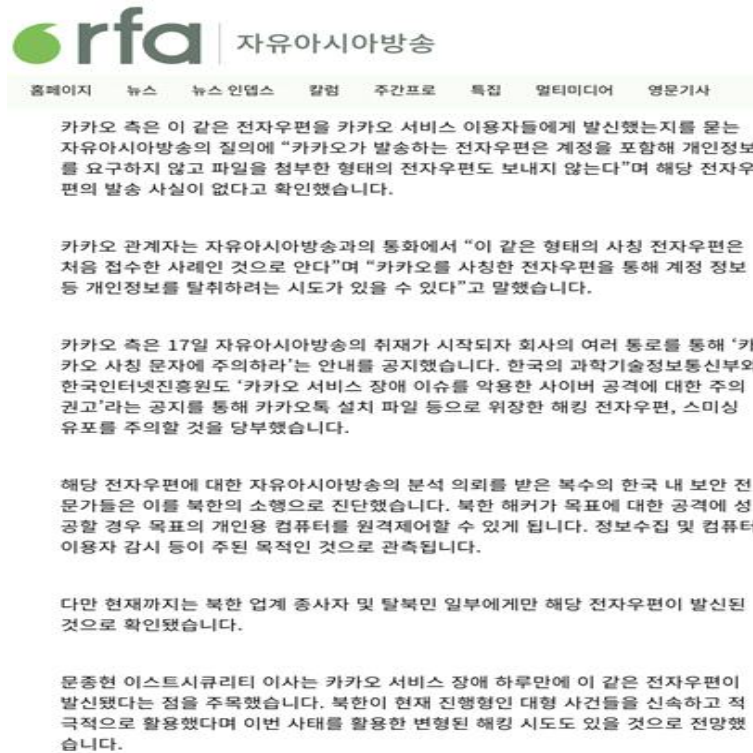 rfa 자유아시아방송
홈페이지 뉴스 뉴스 인뎁스 칼럼 주간프로 특집 멀티미디어 영문기사
카카오 측은 이 같은 전자우편을 카카오 서비스 이용자들에게 발신했는지를 묻는
자유아시아방송의 질의에 “카카오가 발송하는 전자우편은 계정을 포함해 개인정보
를 요구하지 않고 파일을 첨부한 형태의 전자우편도 보내지 않는다”며 해당 전자우
편의 발송 사실이 없다고 확인했습니다.
카카오 관계자는 자유아시아방송과의 통화에서 “이 같은 형태의 사칭 전자우편은
처음 접수한 사례인 것으로 안다”며 “카카오를 사칭한 전자우편을 통해 계정 정보
등 개인정보를 탈취하려는 시도가 있을 수 있다”고 말했습니다.
카카오 측은 17일 자유아시아방송의 취재가 시작되자 회사의 여러 통로를 통해 ‘카
카오 사칭 문자에 주의하라’는 안내를 공지했습니다. 한국의 과학기술정보통신부와
한국인터넷진흥원도 ‘카카오 서비스 장애 이슈를 악용한 사이버 공격에 대한 주의
권고’라는 공지를 통해 카카오톡 설치 파일 등으로 위장한 해킹 전자우편, 스미싱
유포를 주의할 것을 당부했습니다.
해당 전자우편에 대한 자유아시아방송의 분석 의뢰를 받은 복수의 한국 내 보안 전
문가들은 이를 북한의 소행으로 진단했습니다. 북한 해커가 목표에 대한 공격에 성
공할 경우 목표의 개인용 컴퓨터를 원격제어할 수 있게 됩니다. 정보수집 및 컴퓨터
이용자 감시 등이 주된 목적인 것으로 관측됩니다.
다만 현재까지는 북한 업계 종사자 및 탈북민 일부에게만 해당 전자우편이 발신된
것으로 확인됐습니다.
문종현 이스트시큐리티 이사는 카카오 서비스 장애 하루만에 이 같은 전자우편이
발신됐다는 점을 주목했습니다. 북한이 현재 진행형인 대형 사건들을 신속하고 적
극적으로 활용했다며 이번 사태를 활용한 변형된 해킹 시도도 있을 것으로 전망했
습니다.